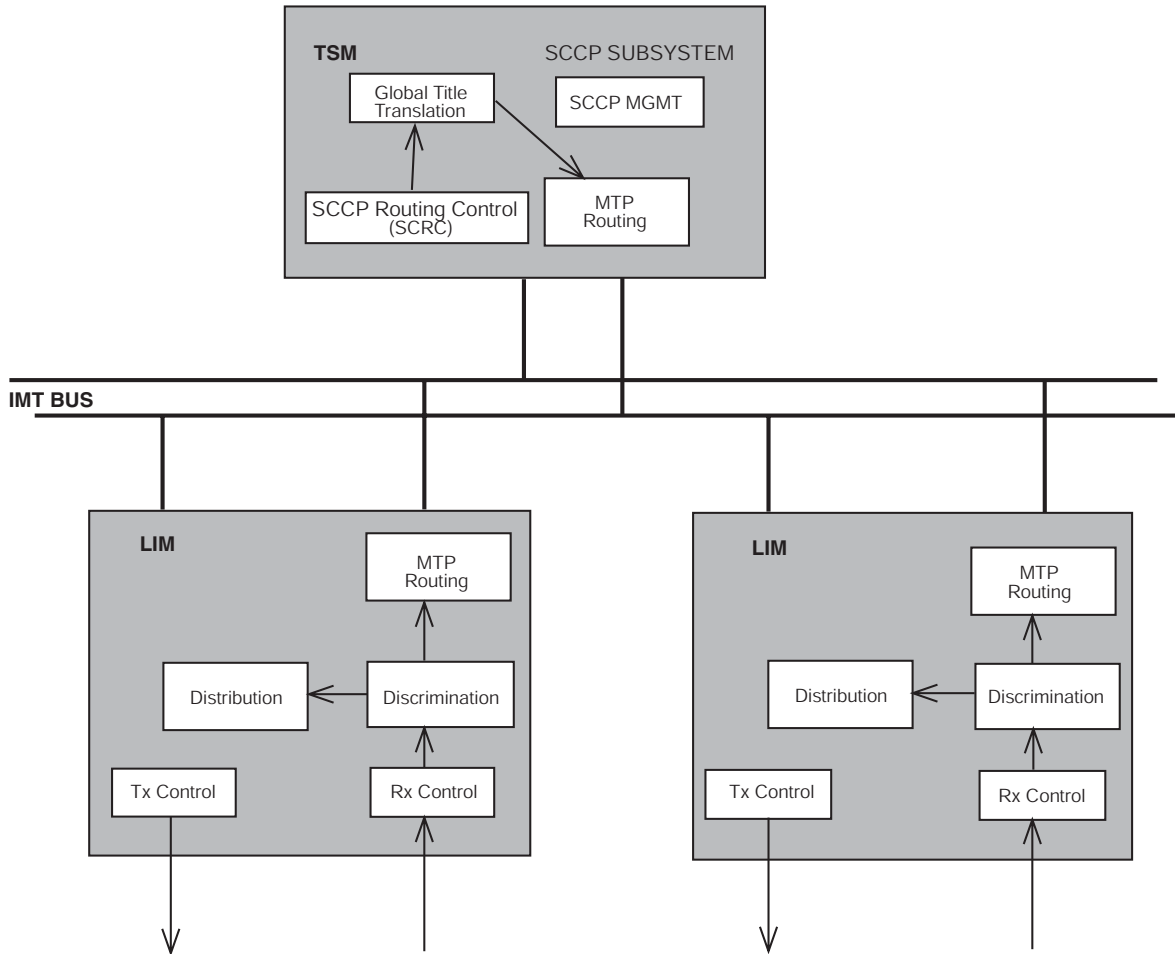 TSM
SCCP SUBSYSTEM
Global Title
Translation
SCCP MGMT
SCCP Routing Control
(SCRC)
MTP
Routing
IMT BUS
LIM
MTP
Routing
Distribution
Discrimination
Tx Control
Rx Control
LIM
MTP
Routing
Distribution
Discrimination
Tx Control
Rx Control